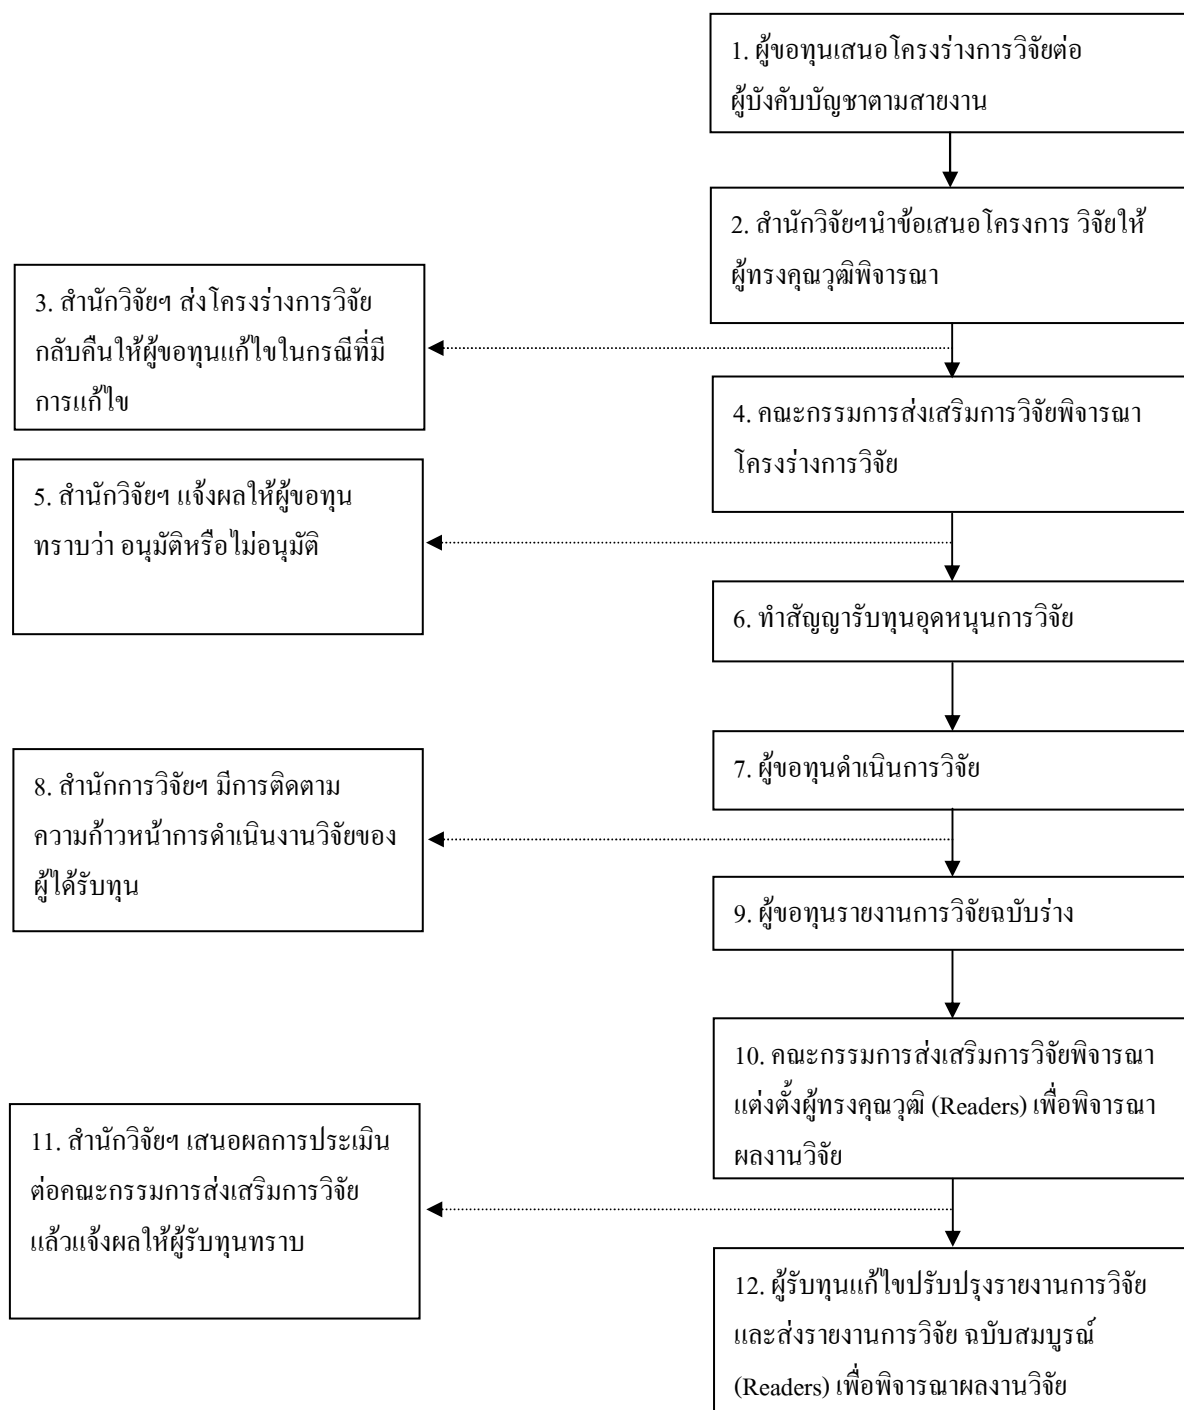 1. ผู้ขอทุนเสนอโครงร่างการวิจัยต่อ
ผู้บังคับบัญชาตามสายงาน
2. สำนักวิจัยฯนำข้อเสนอโครงการ วิจัยให้
ผู้ทรงคุณวุฒิพิจารณา
3. สำนักวิจัยฯ ส่งโครงร่างการวิจัย
กลับคืนให้ผู้ขอทุนแก้ไขในกรณีที่มี
การแก้ไข
4. คณะกรรมการส่งเสริมการวิจัยพิจารณา
โครงร่างการวิจัย
5. สำนักวิจัยฯ แจ้งผลให้ผู้ขอทุน
ทราบว่า อนุมัติหรือไม่อนุมัติ
6. ทำสัญญารับทุนอุดหนุนการวิจัย
7. ผู้ขอทุนดำเนินการวิจัย
8. สำนักการวิจัยฯ มีการติดตาม
ความก้าวหน้าการดำเนินงานวิจัยของ
ผู้ได้รับทุน
9. ผู้ขอทุนรายงานการวิจัยฉบับร่าง
10. คณะกรรมการส่งเสริมการวิจัยพิจารณา
แต่งตั้งผู้ทรงคุณวุฒิ (Readers) เพื่อพิจารณา
ผลงานวิจัย
11. สำนักวิจัยฯ เสนอผลการประเมิน
ต่อคณะกรรมการส่งเสริมการวิจัย
แล้วแจ้งผลให้ผู้รับทุนทราบ
12. ผู้รับทุนแก้ไขปรับปรุงรายงานการวิจัย
และส่งรายงานการวิจัย ฉบับสมบูรณ์
(Readers) เพื่อพิจารณาผลงานวิจัย